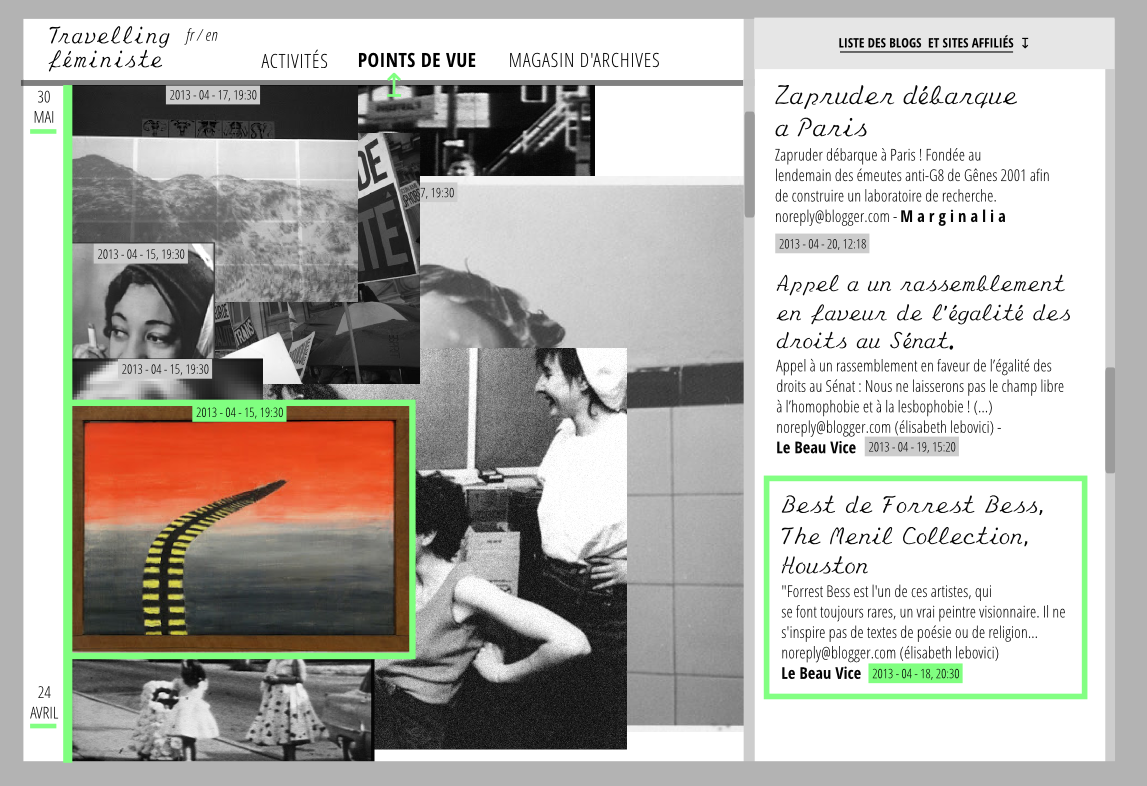 Travelling
féministe
fr / en
ACTIVITÉS
POINTS DE VUE
MAGASIN D'ARCHIVES
30
MAI
24
AVRIL
2013 - 04 - 17, 19:30
7, 19:30
2013 - 04 - 15, 19:30
2013 - 04 - 15, 19:30
2013 - 04 - 15, 19:30
DE
TÉ
LISTE DES BLOGS ET SITES AFFILIÉS ↧
Zapruder débarque
a Paris
Zapruder débarque à Paris ! Fondée au
lendemain des émeutes anti-G8 de Gênes 2001 afin
de construire un laboratoire de recherche.
noreply@blogger.com - Marginalia
2013 - 04 - 20, 12:18
Appel a un rassemblement
en faveur de l'égalité des
droits au Sénat.
Appel à un rassemblement en faveur de l'égalité des
droits au Sénat : Nous ne laisserons pas le champ libre
à l'homophobie et à la lesbophobie ! (...)
noreply@blogger.com (élisabeth lebovici) -
Le Beau Vice 2013 - 04 - 19, 15:20
Best de Forrest Bess,
The Menil Collection,
Houston
"Forrest Bess est l'un de ces artistes, qui
se font toujours rares, un vrai peintre visionnaire. Il ne
s'inspire pas de textes de poésie ou de religion...
noreply@blogger.com (élisabeth lebovici)
Le Beau Vice 2013 - 04 - 18, 20:30